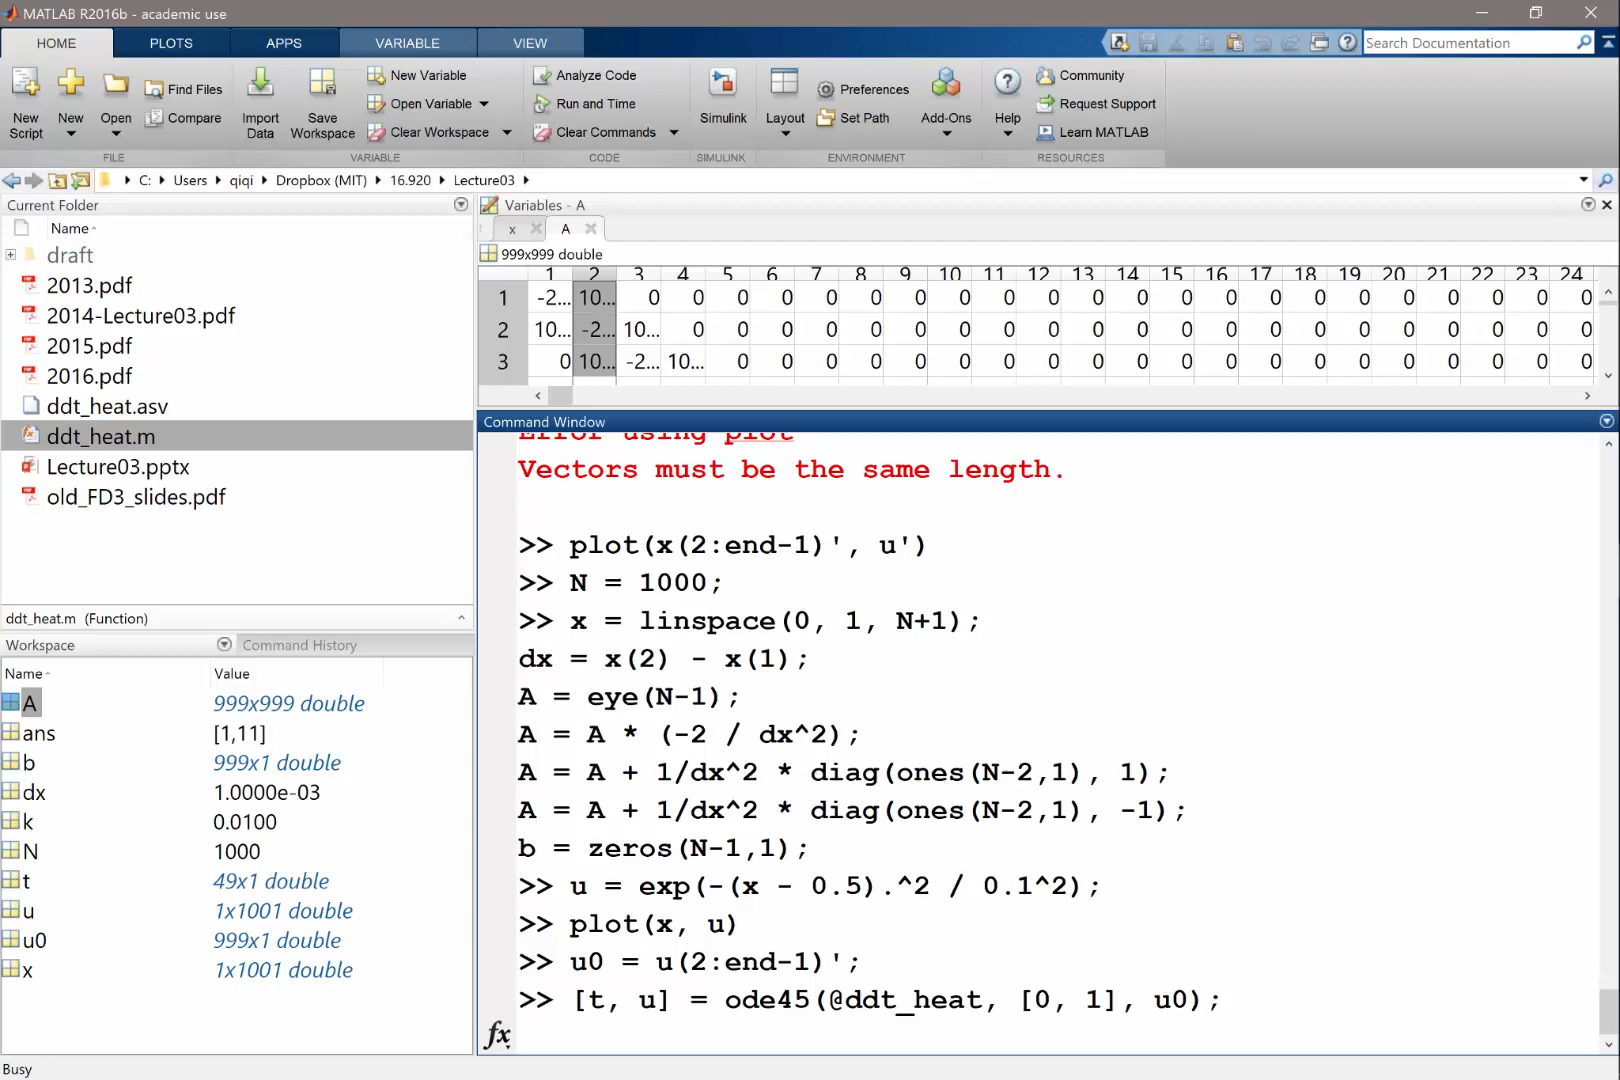 MATLAB R2016b - academic use
HOME PLOTS APPS VARIABLE VIEW Search Documentation
New Script New Open Find Files Compare Import Data Save Workspace New Variable Open Variable Clear Workspace Analyze Code Run and Time Clear Commands Simulink Layout Preferences Set Path Add-Ons Help Community Request Support Learn MATLAB
FILE VARIABLE CODE SIMULINK ENVIRONMENT RESOURCES
C: Users qiqi Dropbox (MIT) 16.920 Lecture03
Current Folder
Name
draft
2013.pdf
2014-Lecture03.pdf
2015.pdf
2016.pdf
ddt_heat.asv
ddt_heat.m
Lecture03.pptx
old_FD3_slides.pdf
ddt_heat.m (Function)
Workspace Command History
Name Value
A 999x999 double
ans [1,11]
b 999x1 double
dx 1.0000e-03
k 0.0100
N 1000
t 49x1 double
u 1x1001 double
u0 999x1 double
x 1x1001 double
Variables - A
x A
999x999 double
1 2 3 4 5 6 7 8 9 10 11 12 13 14 15 16 17 18 19 20 21 22 23 24
1 -2... 10... 0 0 0 0 0 0 0 0 0 0 0 0 0 0 0 0 0 0 0 0 0 0
2 10... -2... 10... 0 0 0 0 0 0 0 0 0 0 0 0 0 0 0 0 0 0 0 0 0
3 0 10... -2... 10... 0 0 0 0 0 0 0 0 0 0 0 0 0 0 0 0 0 0 0 0
Command Window
Error using plot
Vectors must be the same length.
>> plot(x(2:end-1)', u')
>> N = 1000;
>> x = linspace(0, 1, N+1);
dx = x(2) - x(1);
A = eye(N-1);
A = A * (-2 / dx^2);
A = A + 1/dx^2 * diag(ones(N-2,1), 1);
A = A + 1/dx^2 * diag(ones(N-2,1), -1);
b = zeros(N-1,1);
>> u = exp(-(x - 0.5).^2 / 0.1^2);
>> plot(x, u)
>> u0 = u(2:end-1)';
>> [t, u] = ode45(@ddt_heat, [0, 1], u0);
fx
Busy